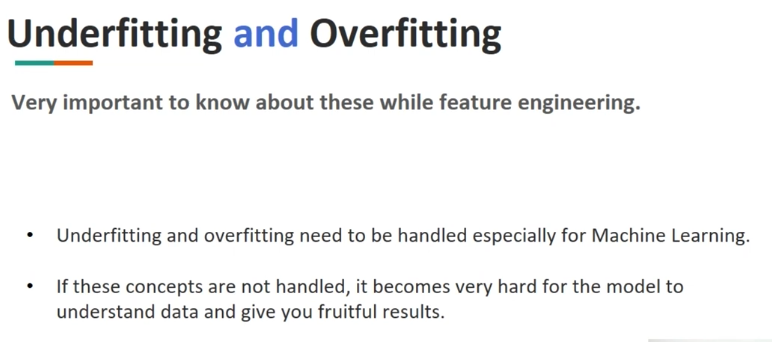 Underfitting and Overfitting
Very important to know about these while feature engineering.
• Underfitting and overfitting need to be handled especially for Machine Learning.
• If these concepts are not handled, it becomes very hard for the model to
understand data and give you fruitful results.